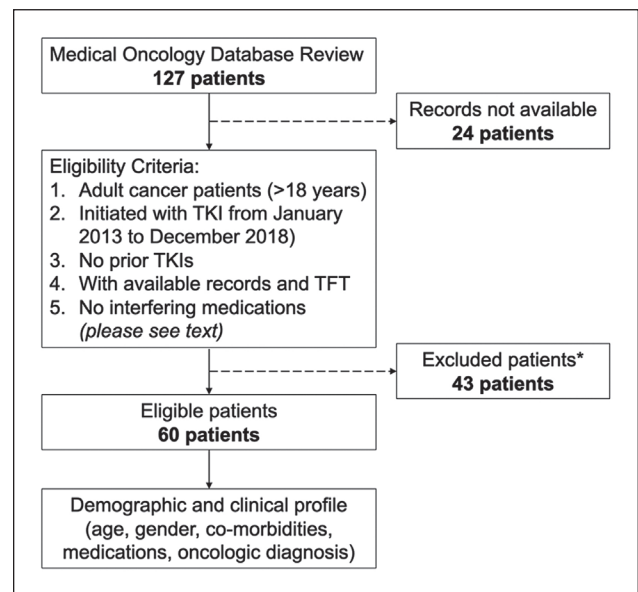 Medical Oncology Database Review
127 patients
Records not available
24 patients
Eligibility Criteria:
1. Adult cancer patients (>18 years)
2. Initiated with TKI from January
2013 to December 2018)
3. No prior TKIs
4. With available records and TFT
5. No interfering medications
(please see text)
Excluded patients*
43 patients
Eligible patients
60 patients
Demographic and clinical profile
(age, gender, co-morbidities,
medications, oncologic diagnosis)